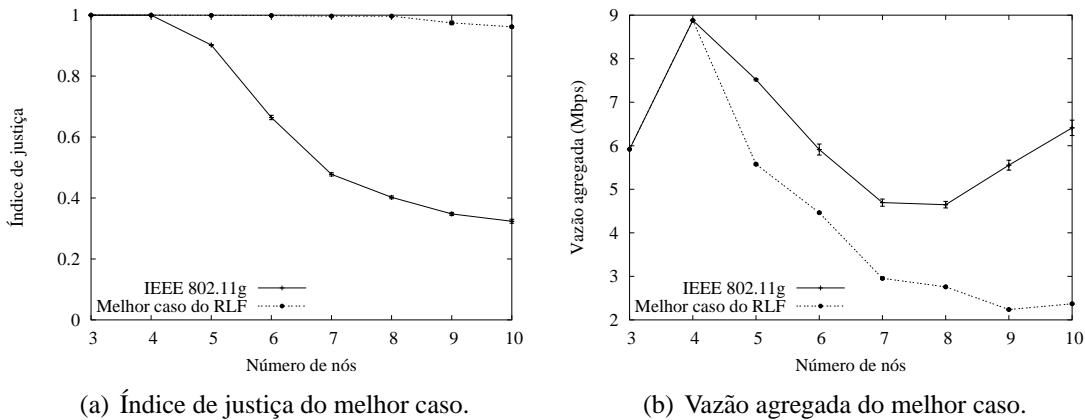 1
0.8
0.6
0.4
0.2
0
3 4 5 6 7 8 9 10
Índice de justiça
Número de nós
IEEE 802.11g
Melhor caso do RLF
(a) Índice de justiça do melhor caso.
9
8
7
6
5
4
3
2
3 4 5 6 7 8 9 10
Vazão agregada (Mbps)
Número de nós
IEEE 802.11g
Melhor caso do RLF
(b) Vazão agregada do melhor caso.